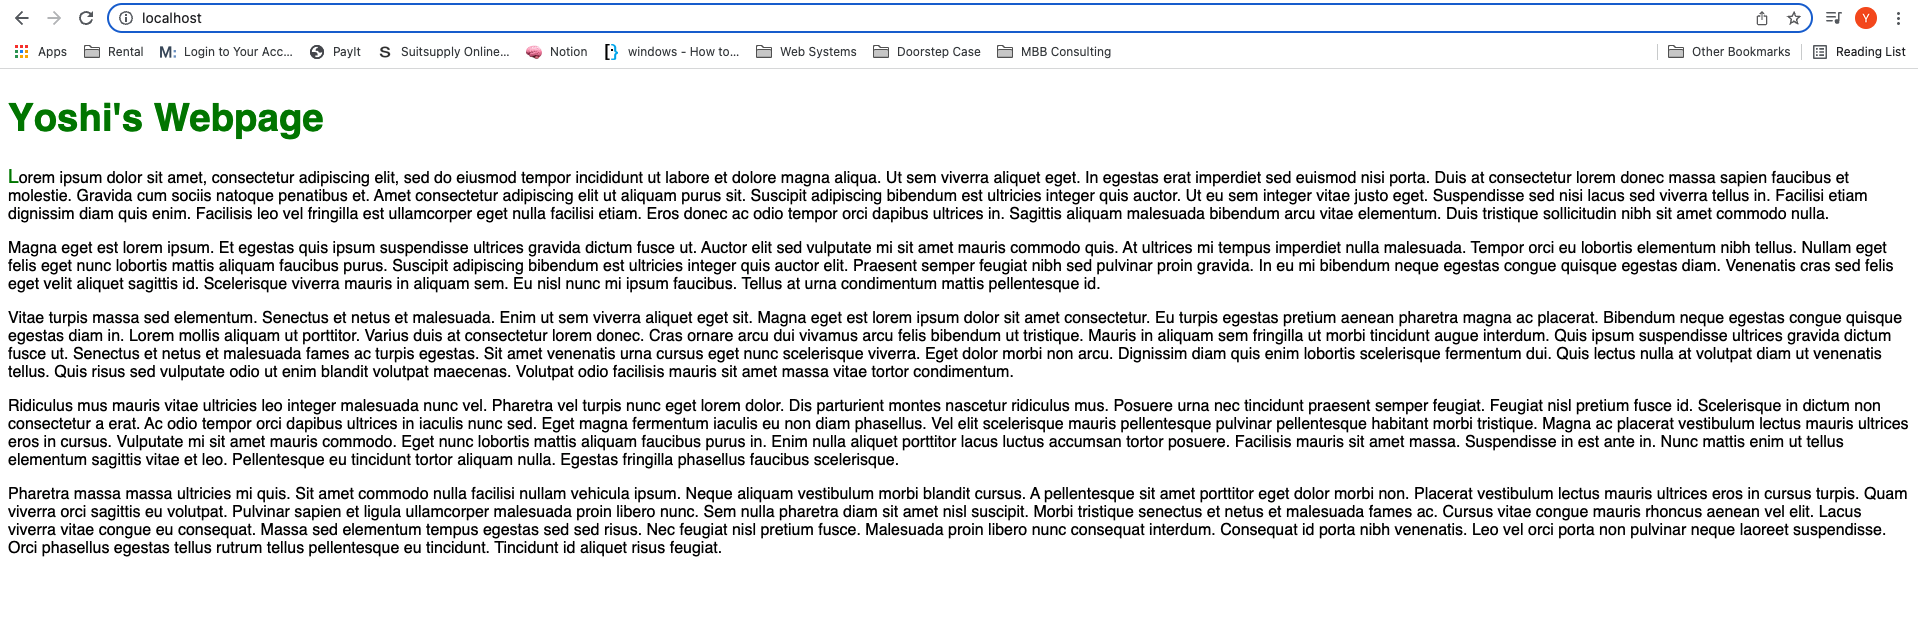 localhost
Y
Apps Rental M: Login to Your Acc... PayIt S Suitsupply Online... Notion windows - How to... Web Systems Doorstep Case MBB Consulting Other Bookmarks Reading List
Yoshi's Webpage
Lorem ipsum dolor sit amet, consectetur adipiscing elit, sed do eiusmod tempor incididunt ut labore et dolore magna aliqua. Ut sem viverra aliquet eget. In egestas erat imperdiet sed euismod nisi porta. Duis at consectetur lorem donec massa sapien faucibus et
molestie. Gravida cum sociis natoque penatibus et. Amet consectetur adipiscing elit ut aliquam purus sit. Suscipit adipiscing bibendum est ultricies integer quis auctor. Ut eu sem integer vitae justo eget. Suspendisse sed nisi lacus sed viverra tellus in. Facilisi etiam
dignissim diam quis enim. Facilisis leo vel fringilla est ullamcorper eget nulla facilisi etiam. Eros donec ac odio tempor orci dapibus ultrices in. Sagittis aliquam malesuada bibendum arcu vitae elementum. Duis tristique sollicitudin nibh sit amet commodo nulla.
Magna eget est lorem ipsum. Et egestas quis ipsum suspendisse ultrices gravida dictum fusce ut. Auctor elit sed vulputate mi sit amet mauris commodo quis. At ultrices mi tempus imperdiet nulla malesuada. Tempor orci eu lobortis elementum nibh tellus. Nullam eget
felis eget nunc lobortis mattis aliquam faucibus purus. Suscipit adipiscing bibendum est ultricies integer quis auctor elit. Praesent semper feugiat nibh sed pulvinar proin gravida. In eu mi bibendum neque egestas congue quisque egestas diam. Venenatis cras sed felis
eget velit aliquet sagittis id. Scelerisque viverra mauris in aliquam sem. Eu nisl nunc mi ipsum faucibus. Tellus at urna condimentum mattis pellentesque id.
Vitae turpis massa sed elementum. Senectus et netus et malesuada. Enim ut sem viverra aliquet eget sit. Magna eget est lorem ipsum dolor sit amet consectetur. Eu turpis egestas pretium aenean pharetra magna ac placerat. Bibendum neque egestas congue quisque
egestas diam in. Lorem mollis aliquam ut porttitor. Varius duis at consectetur lorem donec. Cras ornare arcu dui vivamus arcu felis bibendum ut tristique. Mauris in aliquam sem fringilla ut morbi tincidunt augue interdum. Quis ipsum suspendisse ultrices gravida dictum
fusce ut. Senectus et netus et malesuada fames ac turpis egestas. Sit amet venenatis urna cursus eget nunc scelerisque viverra. Eget dolor morbi non arcu. Dignissim diam quis enim lobortis scelerisque fermentum dui. Quis lectus nulla at volutpat diam ut venenatis
tellus. Quis risus sed vulputate odio ut enim blandit volutpat maecenas. Volutpat odio facilisis mauris sit amet massa vitae tortor condimentum.
Ridiculus mus mauris vitae ultricies leo integer malesuada nunc vel. Pharetra vel turpis nunc eget lorem dolor. Dis parturient montes nascetur ridiculus mus. Posuere urna nec tincidunt praesent semper feugiat. Feugiat nisl pretium fusce id. Scelerisque in dictum non
consectetur a erat. Ac odio tempor orci dapibus ultrices in iaculis nunc sed. Eget magna fermentum iaculis eu non diam phasellus. Vel elit scelerisque mauris pellentesque pulvinar pellentesque habitant morbi tristique. Magna ac placerat vestibulum lectus mauris ultrices
eros in cursus. Vulputate mi sit amet mauris commodo. Eget nunc lobortis mattis aliquam faucibus purus in. Enim nulla aliquet porttitor lacus luctus accumsan tortor posuere. Facilisis mauris sit amet massa. Suspendisse in est ante in. Nunc mattis enim ut tellus
elementum sagittis vitae et leo. Pellentesque eu tincidunt tortor aliquam nulla. Egestas fringilla phasellus faucibus scelerisque.
Pharetra massa massa ultricies mi quis. Sit amet commodo nulla facilisi nullam vehicula ipsum. Neque aliquam vestibulum morbi blandit cursus. A pellentesque sit amet porttitor eget dolor morbi non. Placerat vestibulum lectus mauris ultrices eros in cursus turpis. Quam
viverra orci sagittis eu volutpat. Pulvinar sapien et ligula ullamcorper malesuada proin libero nunc. Sem nulla pharetra diam sit amet nisl suscipit. Morbi tristique senectus et netus et malesuada fames ac. Cursus vitae congue mauris rhoncus aenean vel elit. Lacus
viverra vitae congue eu consequat. Massa sed elementum tempus egestas sed sed risus. Nec feugiat nisl pretium fusce. Malesuada proin libero nunc consequat interdum. Consequat id porta nibh venenatis. Leo vel orci porta non pulvinar neque laoreet suspendisse.
Orci phasellus egestas tellus rutrum tellus pellentesque eu tincidunt. Tincidunt id aliquet risus feugiat.